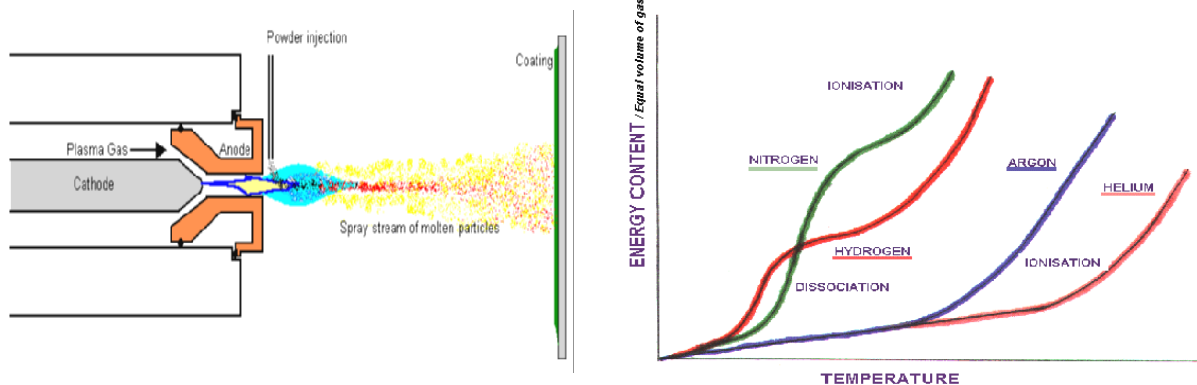 Powder injection
Coating
Plasma Gas
Anode
Cathode
Spray stream of molten particles
ENERGY CONTENT / Equal volume of gas
IONISATION
NITROGEN
ARGON
HELIUM
HYDROGEN
IONISATION
DISSOCIATION
TEMPERATURE